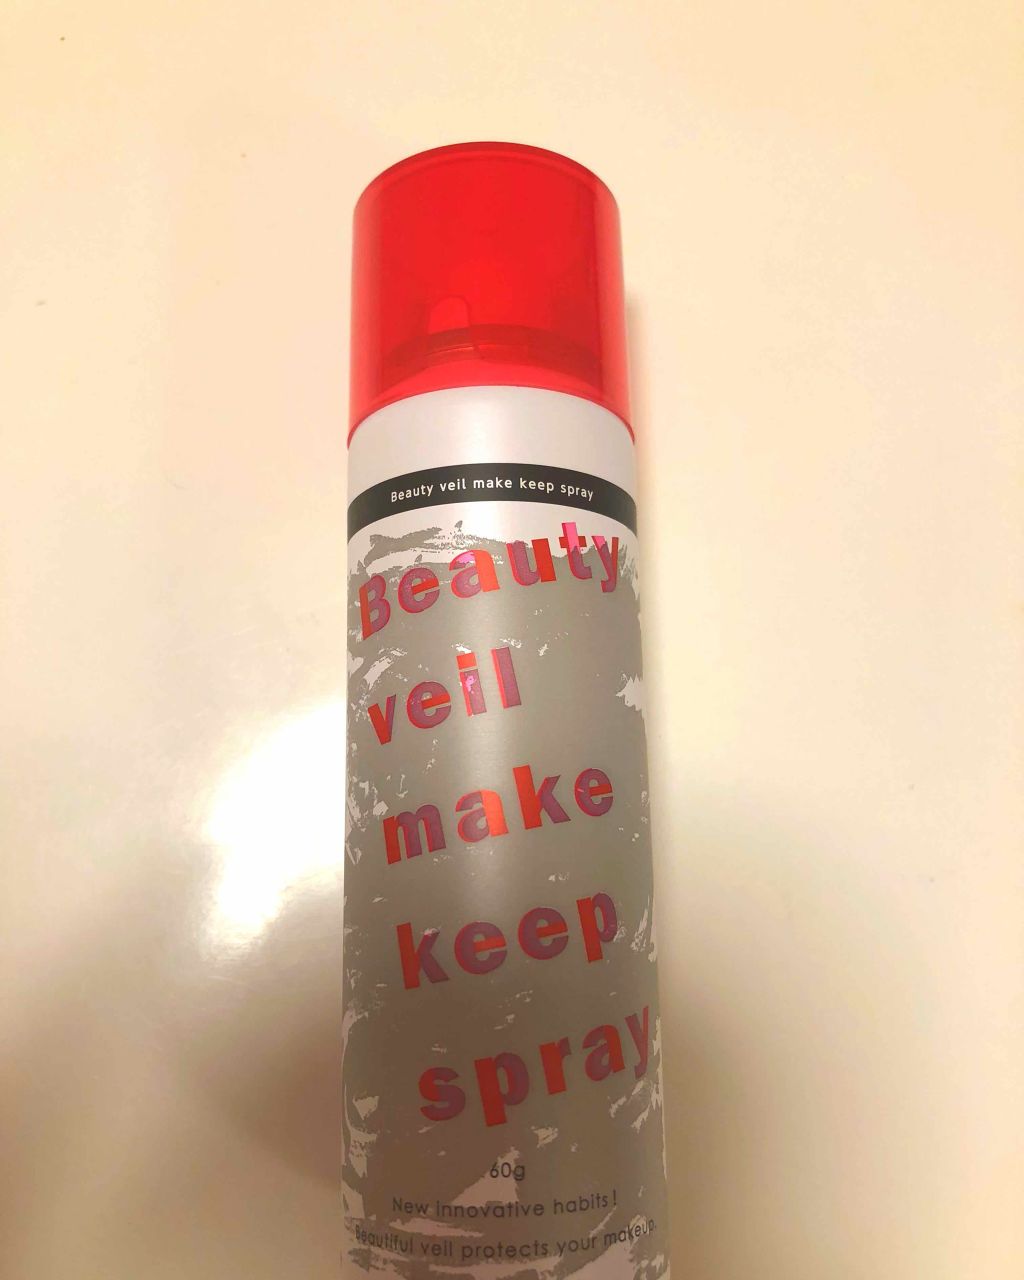 Beauty veil make keep spray
Beauty
veil
make
keep
spray
60g
New innovative habits!
Beautiful veil protects your makeup.